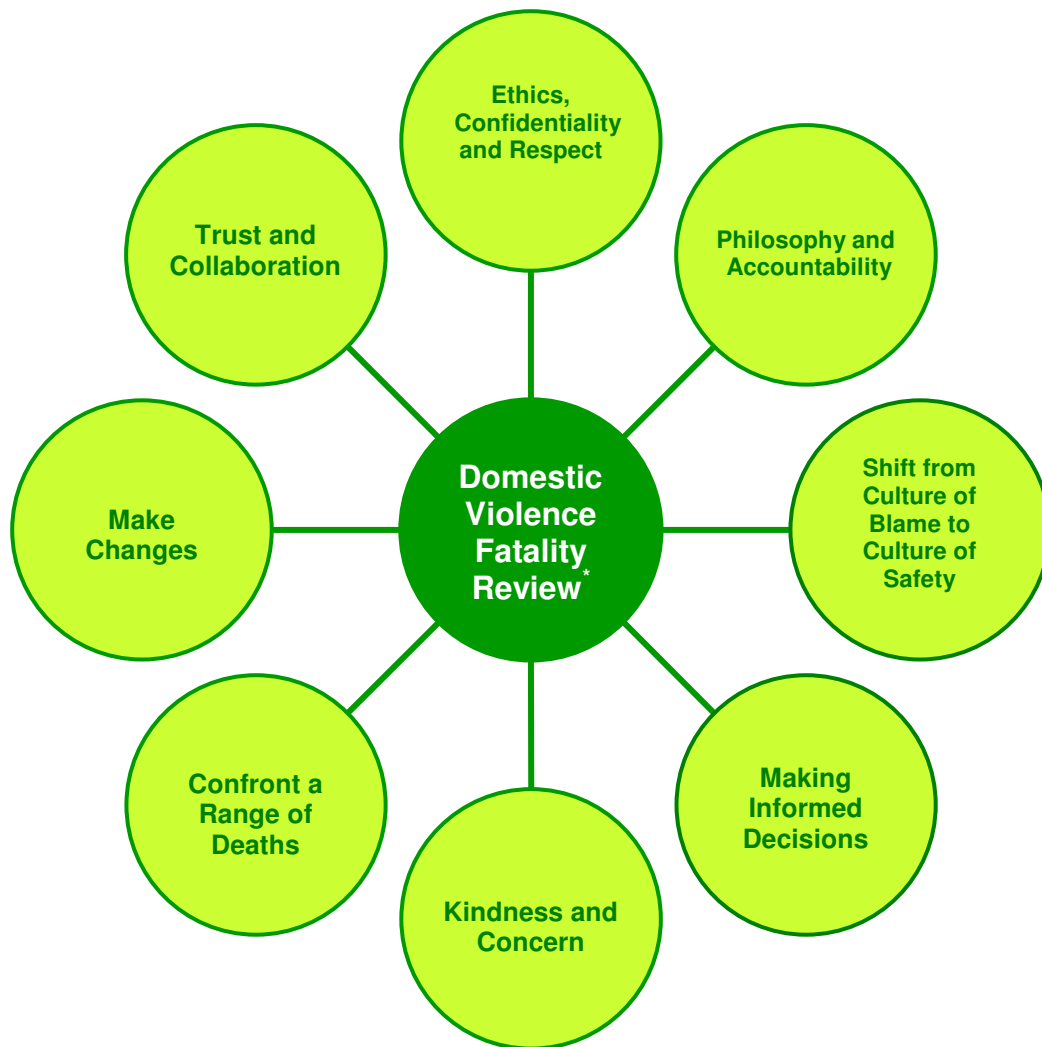 Ethics,
Confidentiality
and Respect
Philosophy and
Accountability
Shift from
Culture of
Blame to
Culture of
Safety
Making
Informed
Decisions
Kindness and
Concern
Confront a
Range of
Deaths
Make
Changes
Trust and
Collaboration
Domestic
Violence
Fatality
Review*